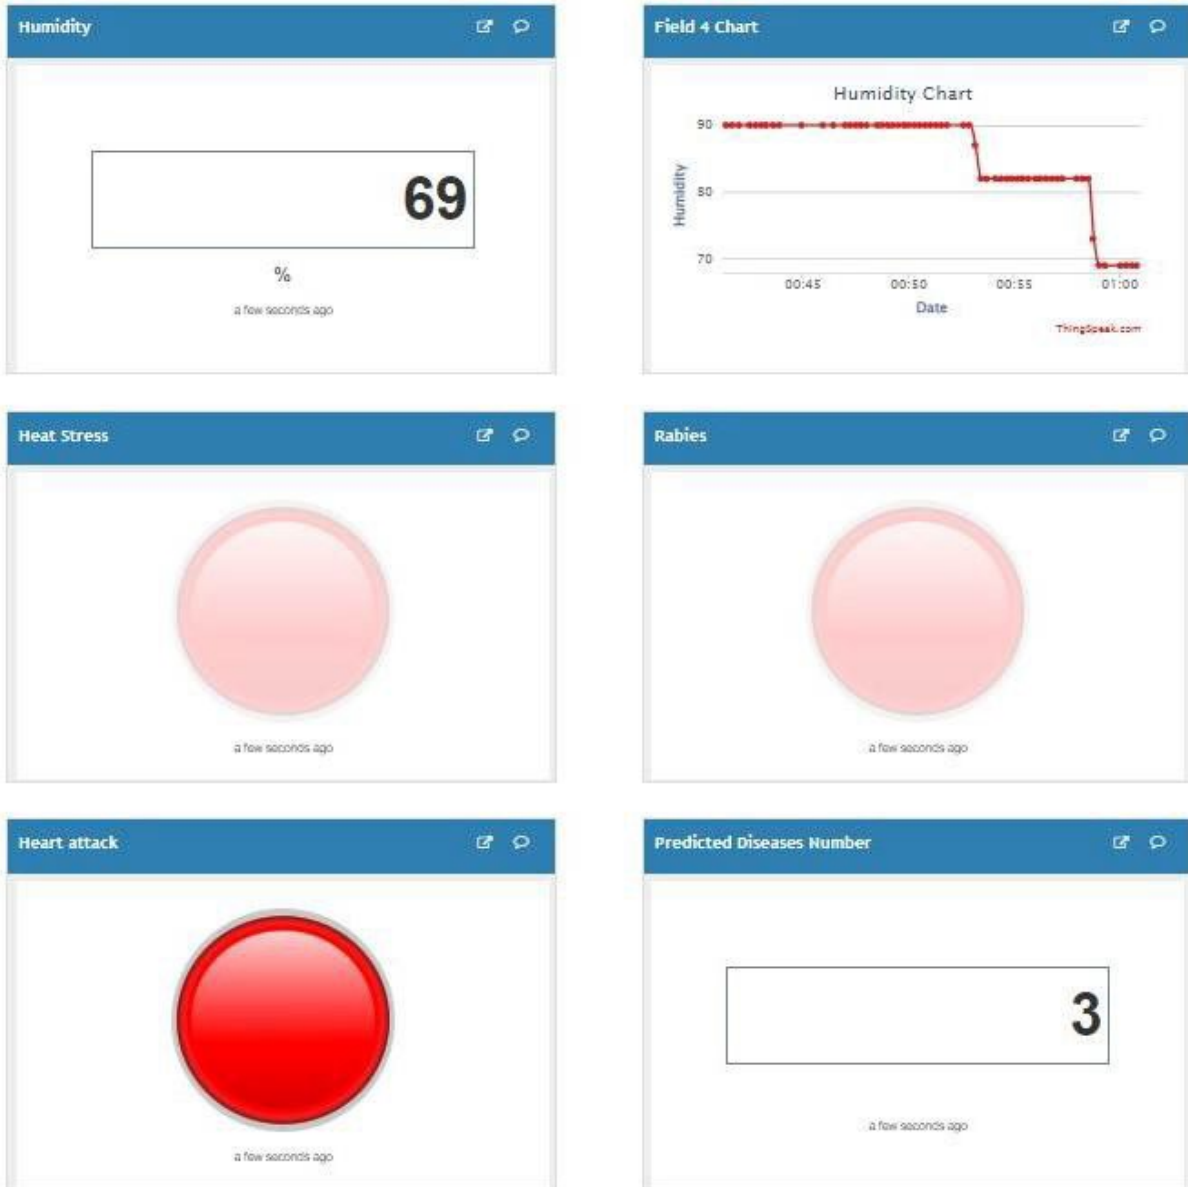 Humidity
69
%
a few seconds ago
Field 4 Chart
Humidity Chart
90
80
70
Humidity
00:45 00:50 00:55 01:00
Date
ThingSpeak.com
Heat Stress
a few seconds ago
Rabies
a few seconds ago
Heart attack
a few seconds ago
Predicted Diseases Number
3
a few seconds ago